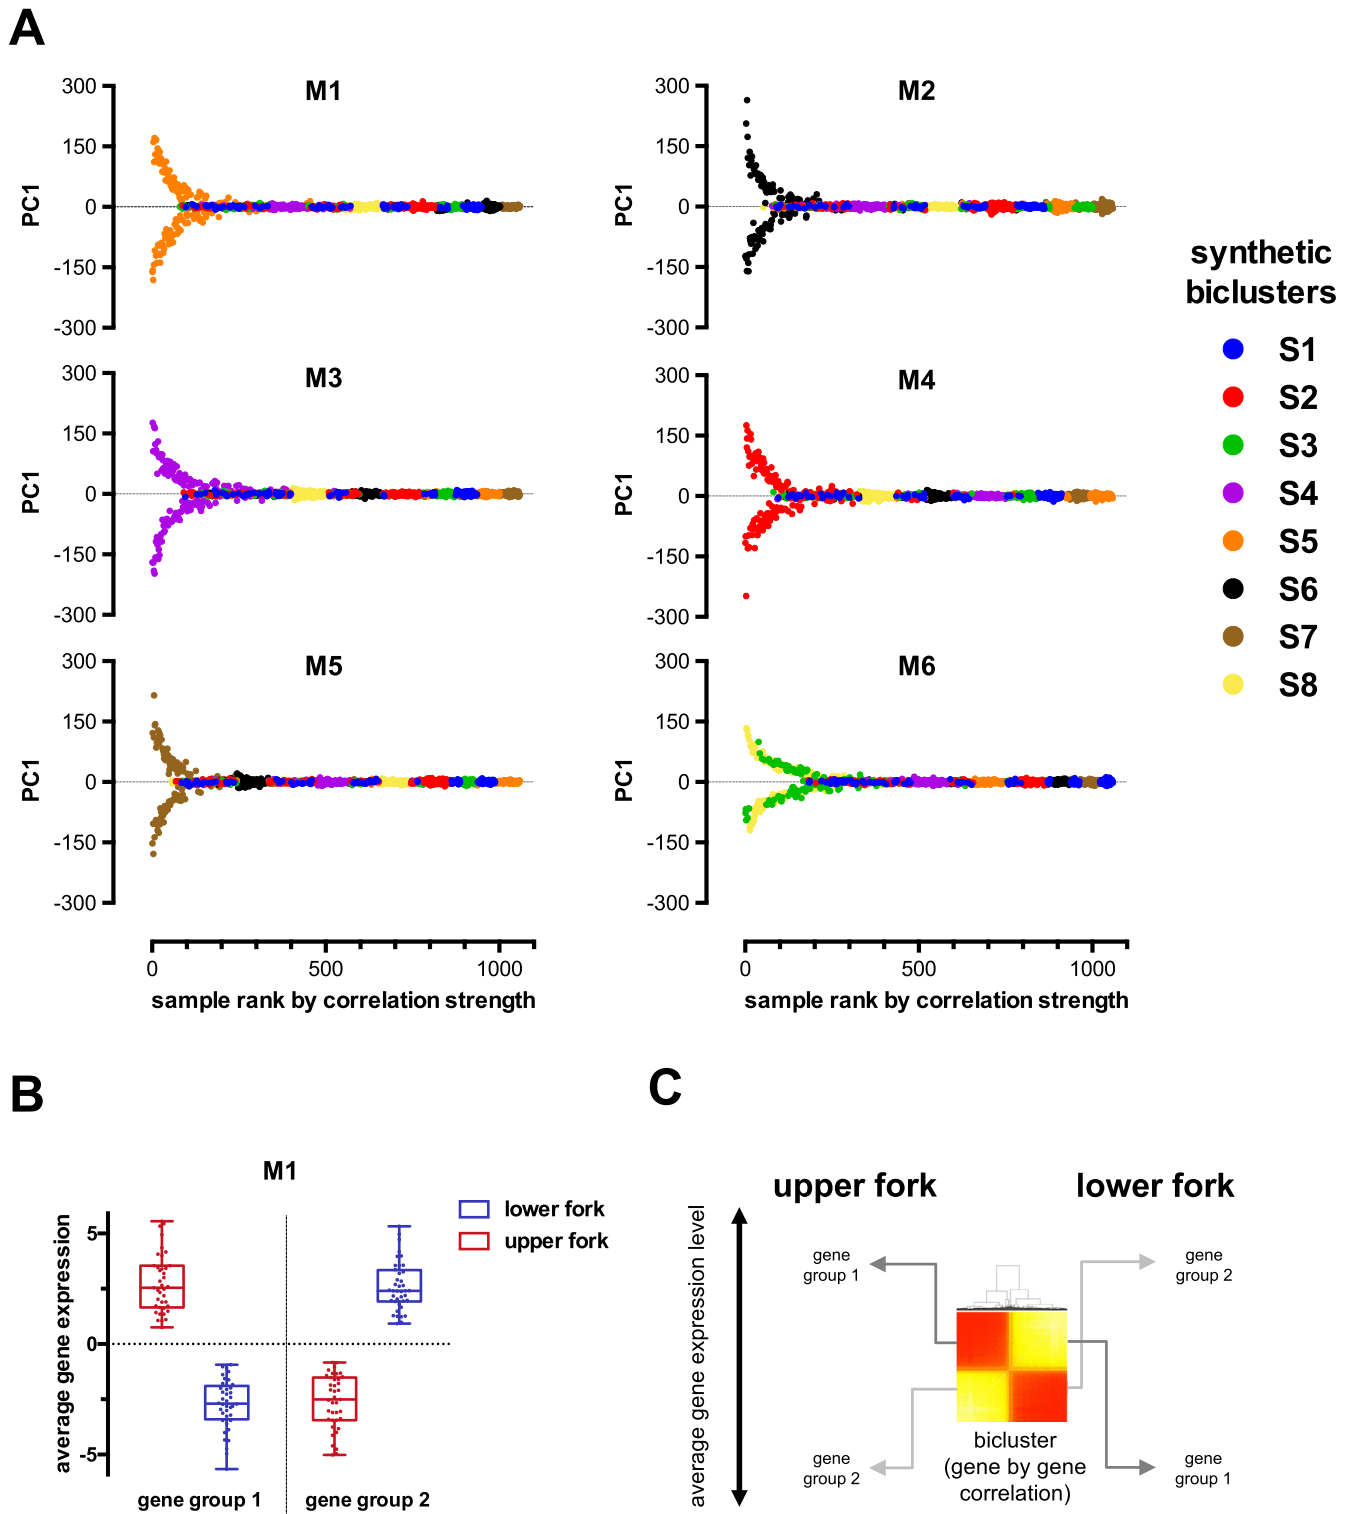 A
M1
300
150
0
-150
-300
PC1
M2
300
150
0
-150
-300
PC1
M3
300
150
0
-150
-300
PC1
M4
300
150
0
-150
-300
PC1
M5
300
150
0
-150
-300
PC1
M6
300
150
0
-150
-300
PC1
0 500 1000
sample rank by correlation strength
0 500 1000
sample rank by correlation strength
synthetic
biclusters
S1
S2
S3
S4
S5
S6
S7
S8
B
M1
average gene expression
5
0
-5
gene group 1
gene group 2
lower fork
upper fork
C
average gene expression level
upper fork
lower fork
gene
group 1
gene
group 2
gene
group 2
gene
group 1
bicluster
(gene by gene
correlation)